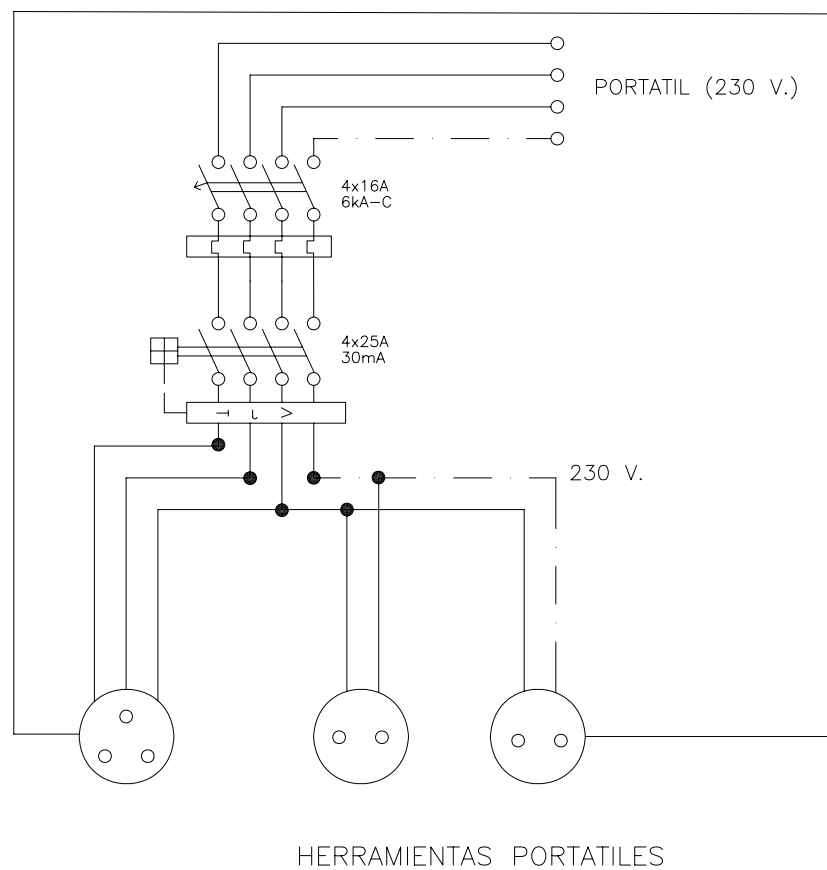 PORTATIL (230 V.)
4x16A
6kA-C
4x25A
30mA
230 V.
HERRAMIENTAS PORTATILES